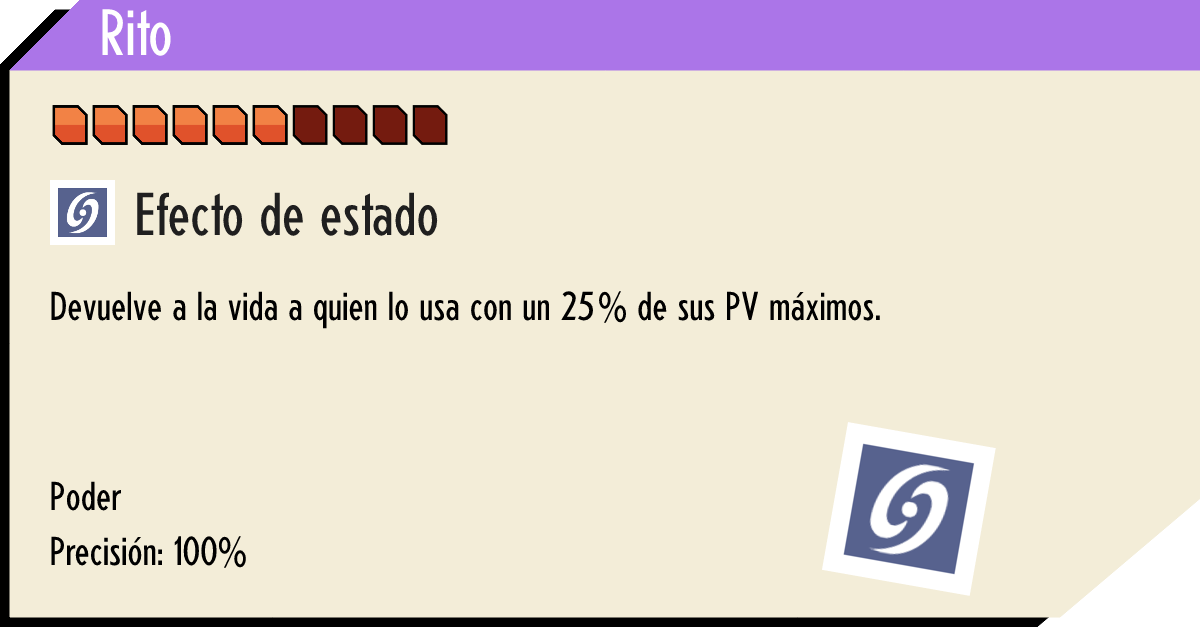 Rito
Efecto de estado
Devuelve a la vida a quien lo usa con un 25% de sus PV máximos.
Poder
Precisión: 100%